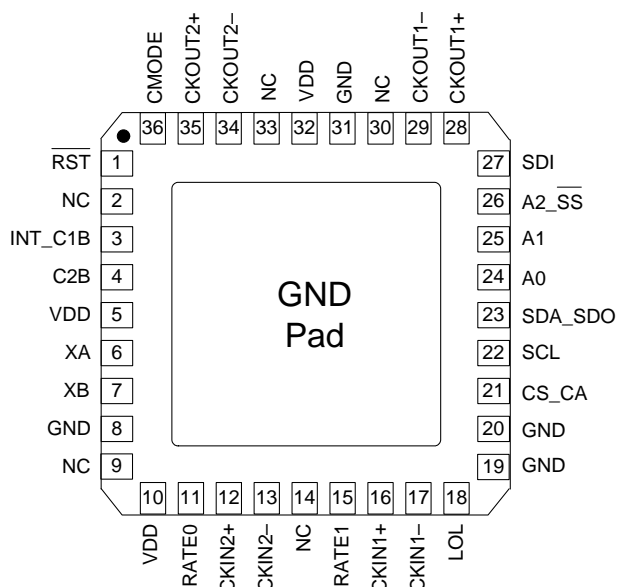 CMODE
CKOUT2+
CKOUT2–
NC
VDD
GND
NC
CKOUT1–
CKOUT1+
36 35 34 33 32 31 30 29 28
RST 1
NC 2
INT_C1B 3
C2B 4
VDD 5
XA 6
XB 7
GND 8
NC 9
GND
Pad
27 SDI
26 A2_SS
25 A1
24 A0
23 SDA_SDO
22 SCL
21 CS_CA
20 GND
19 GND
10 11 12 13 14 15 16 17 18
VDD
RATE0
CKIN2+
CKIN2–
NC
RATE1
CKIN1+
CKIN1–
LOL